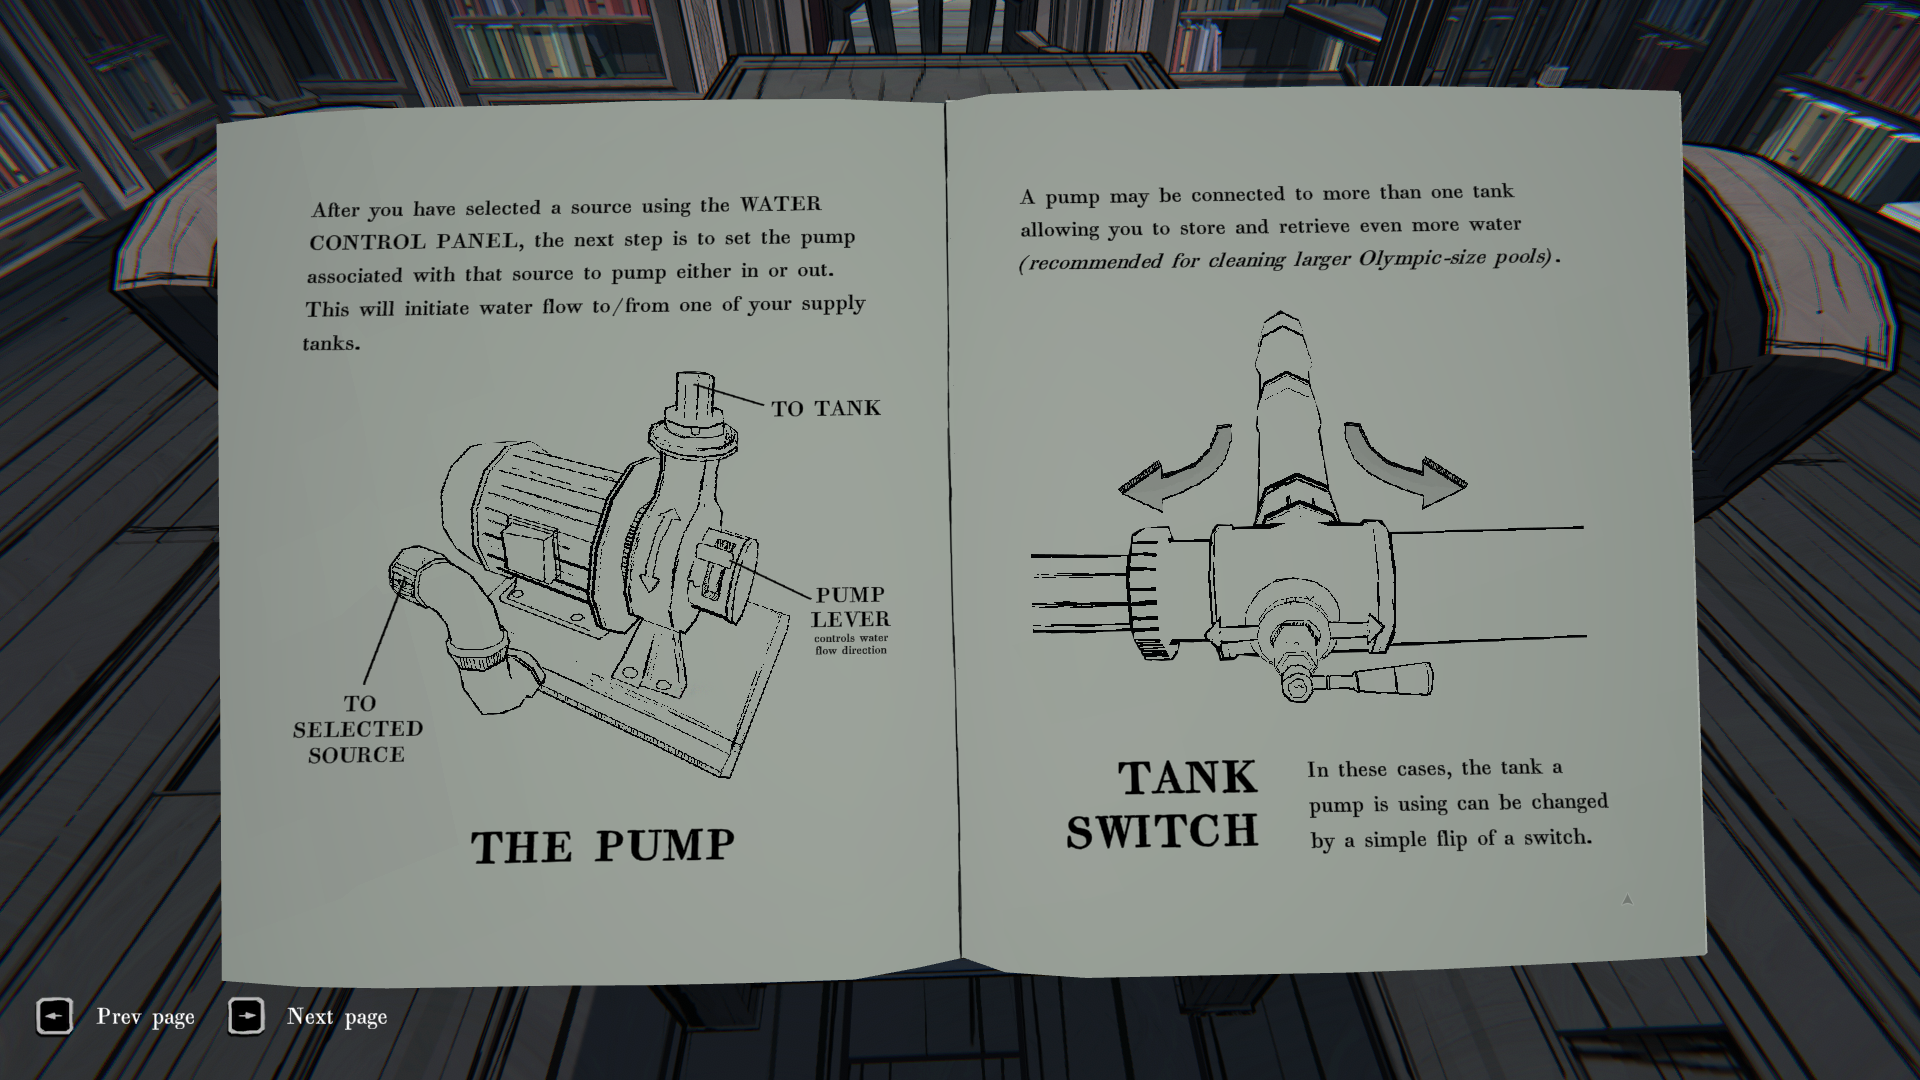 After you have selected a source using the WATER
CONTROL PANEL, the next step is to set the pump
associated with that source to pump either in or out.
This will initiate water flow to/from one of your supply
tanks.
TO TANK
PUMP
LEVER
controls water
flow direction
TO
SELECTED
SOURCE
THE PUMP
A pump may be connected to more than one tank
allowing you to store and retrieve even more water
(recommended for cleaning larger Olympic-size pools).
TANK
SWITCH
In these cases, the tank a
pump is using can be changed
by a simple flip of a switch.
Prev page
Next page